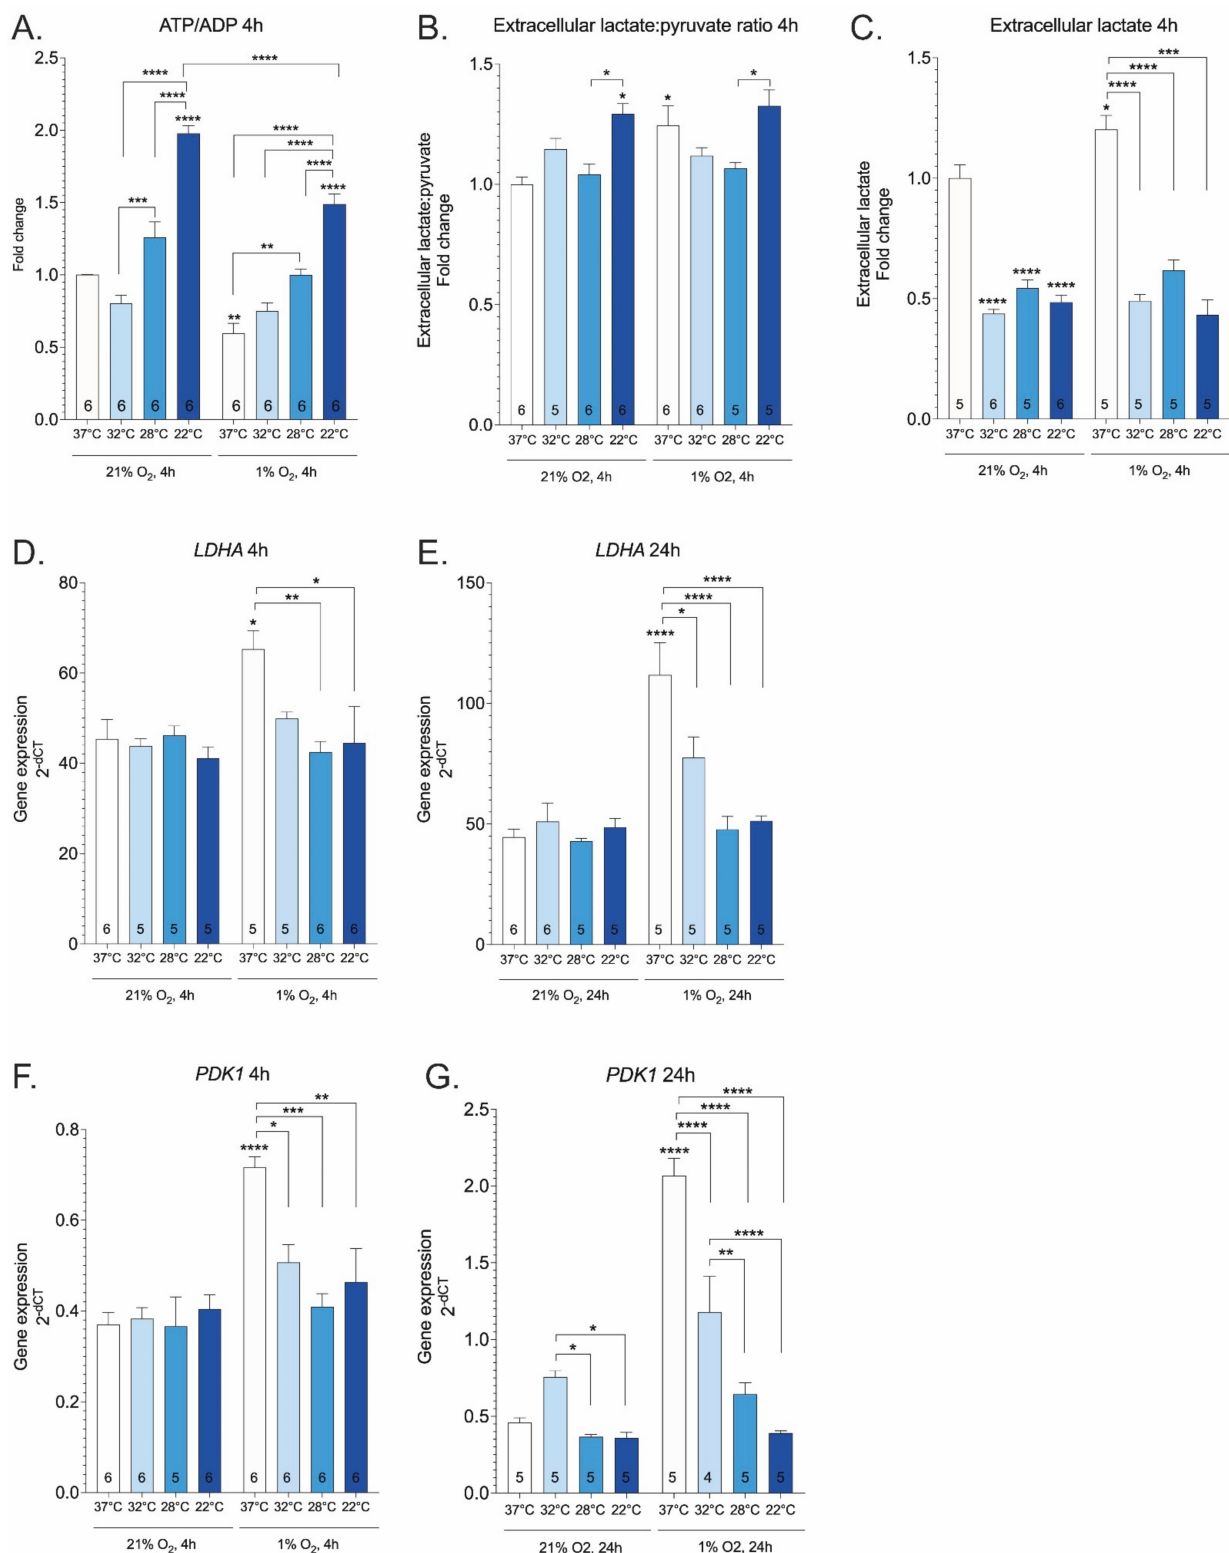 A.
ATP/ADP 4h
Fold change
2.5
2.0
1.5
1.0
0.5
0.0
****
****
****
****
***
****
****
****
****
**
**
6 6 6 6 6 6 6 6
37°C 32°C 28°C 22°C 37°C 32°C 28°C 22°C
21% O2, 4h 1% O2, 4h
B.
Extracellular lactate:pyruvate ratio 4h
Extracellular lactate:pyruvate
Fold change
1.5
1.0
0.5
0.0
* *
* *
6 5 6 6 6 6 5 5
37°C 32°C 28°C 22°C 37°C 32°C 28°C 22°C
21% O2, 4h 1% O2, 4h
C.
Extracellular lactate 4h
Extracellular lactate
Fold change
1.5
1.0
0.5
0.0
***
****
****
*
**** **** ****
5 6 5 6 5 5 5 5
37°C 32°C 28°C 22°C 37°C 32°C 28°C 22°C
21% O2, 4h 1% O2, 4h
D.
LDHA 4h
Gene expression
2-dCT
80
60
40
20
0
*
**
*
6 5 5 5 5 5 6 6
37°C 32°C 28°C 22°C 37°C 32°C 28°C 22°C
21% O2, 4h 1% O2, 4h
E.
LDHA 24h
Gene expression
2-dCT
150
100
50
0
****
****
*
****
6 6 5 5 5 5 5 5
37°C 32°C 28°C 22°C 37°C 32°C 28°C 22°C
21% O2, 24h 1% O2, 24h
F.
PDK1 4h
Gene expression
2-dCT
0.8
0.6
0.4
0.2
0.0
**
***
*
****
6 6 5 6 6 6 6 6
37°C 32°C 28°C 22°C 37°C 32°C 28°C 22°C
21% O2, 4h 1% O2, 4h
G.
PDK1 24h
Gene expression
2-dCT
2.5
2.0
1.5
1.0
0.5
0.0
****
****
****
****
****
**
*
*
5 5 5 5 5 4 5 5
37°C 32°C 28°C 22°C 37°C 32°C 28°C 22°C
21% O2, 24h 1% O2, 24h